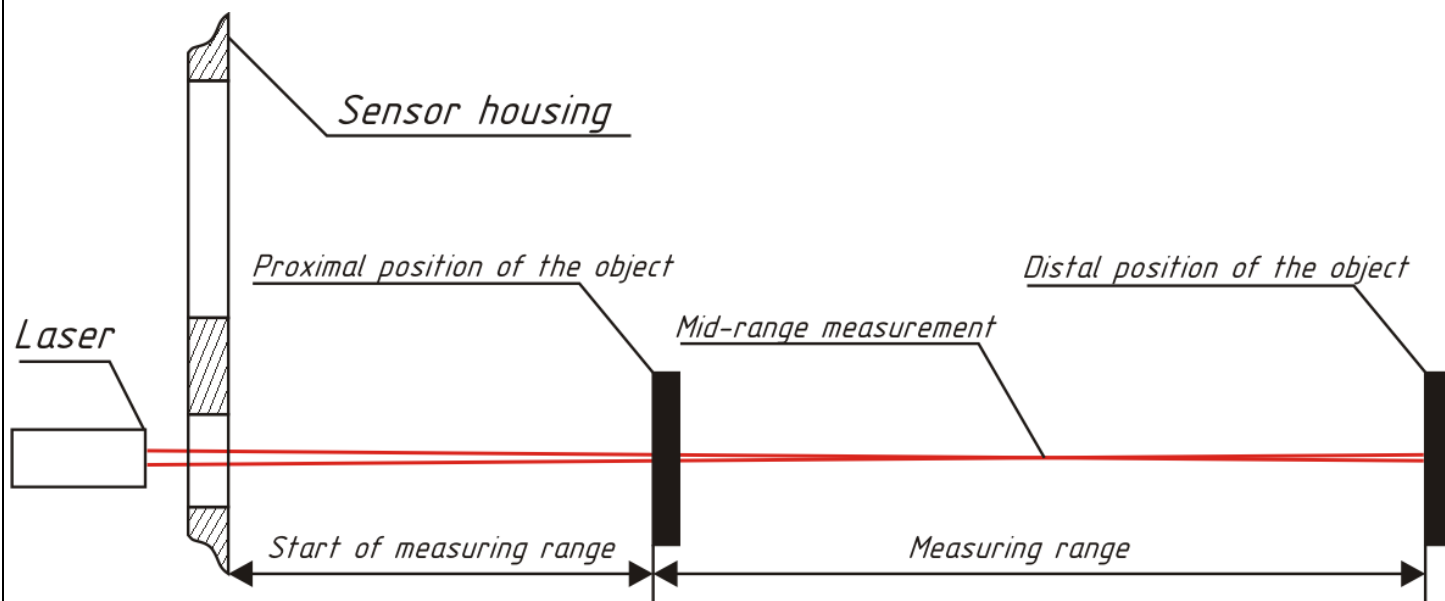 Sensor housing
Proximal position of the object
Distal position of the object
Laser
Mid-range measurement
Start of measuring range
Measuring range